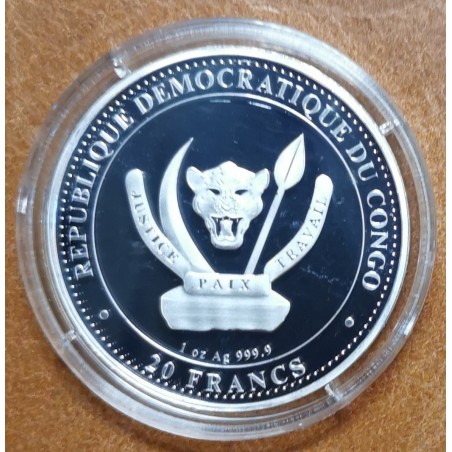 REPUBLIQUE DEMOCRATIQUE DU CONGO
JUSTICE
PAIX
TRAVAIL
1 oz Ag 999.9
20 FRANCS